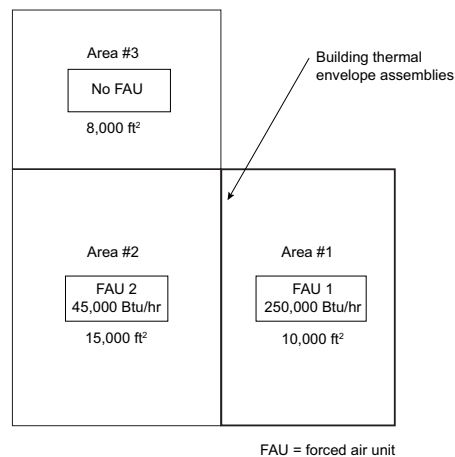 Area #3
No FAU
8,000 ft²
Building thermal
envelope assemblies
Area #2
FAU 2
45,000 Btu/hr
15,000 ft²
Area #1
FAU 1
250,000 Btu/hr
10,000 ft²
FAU = forced air unit